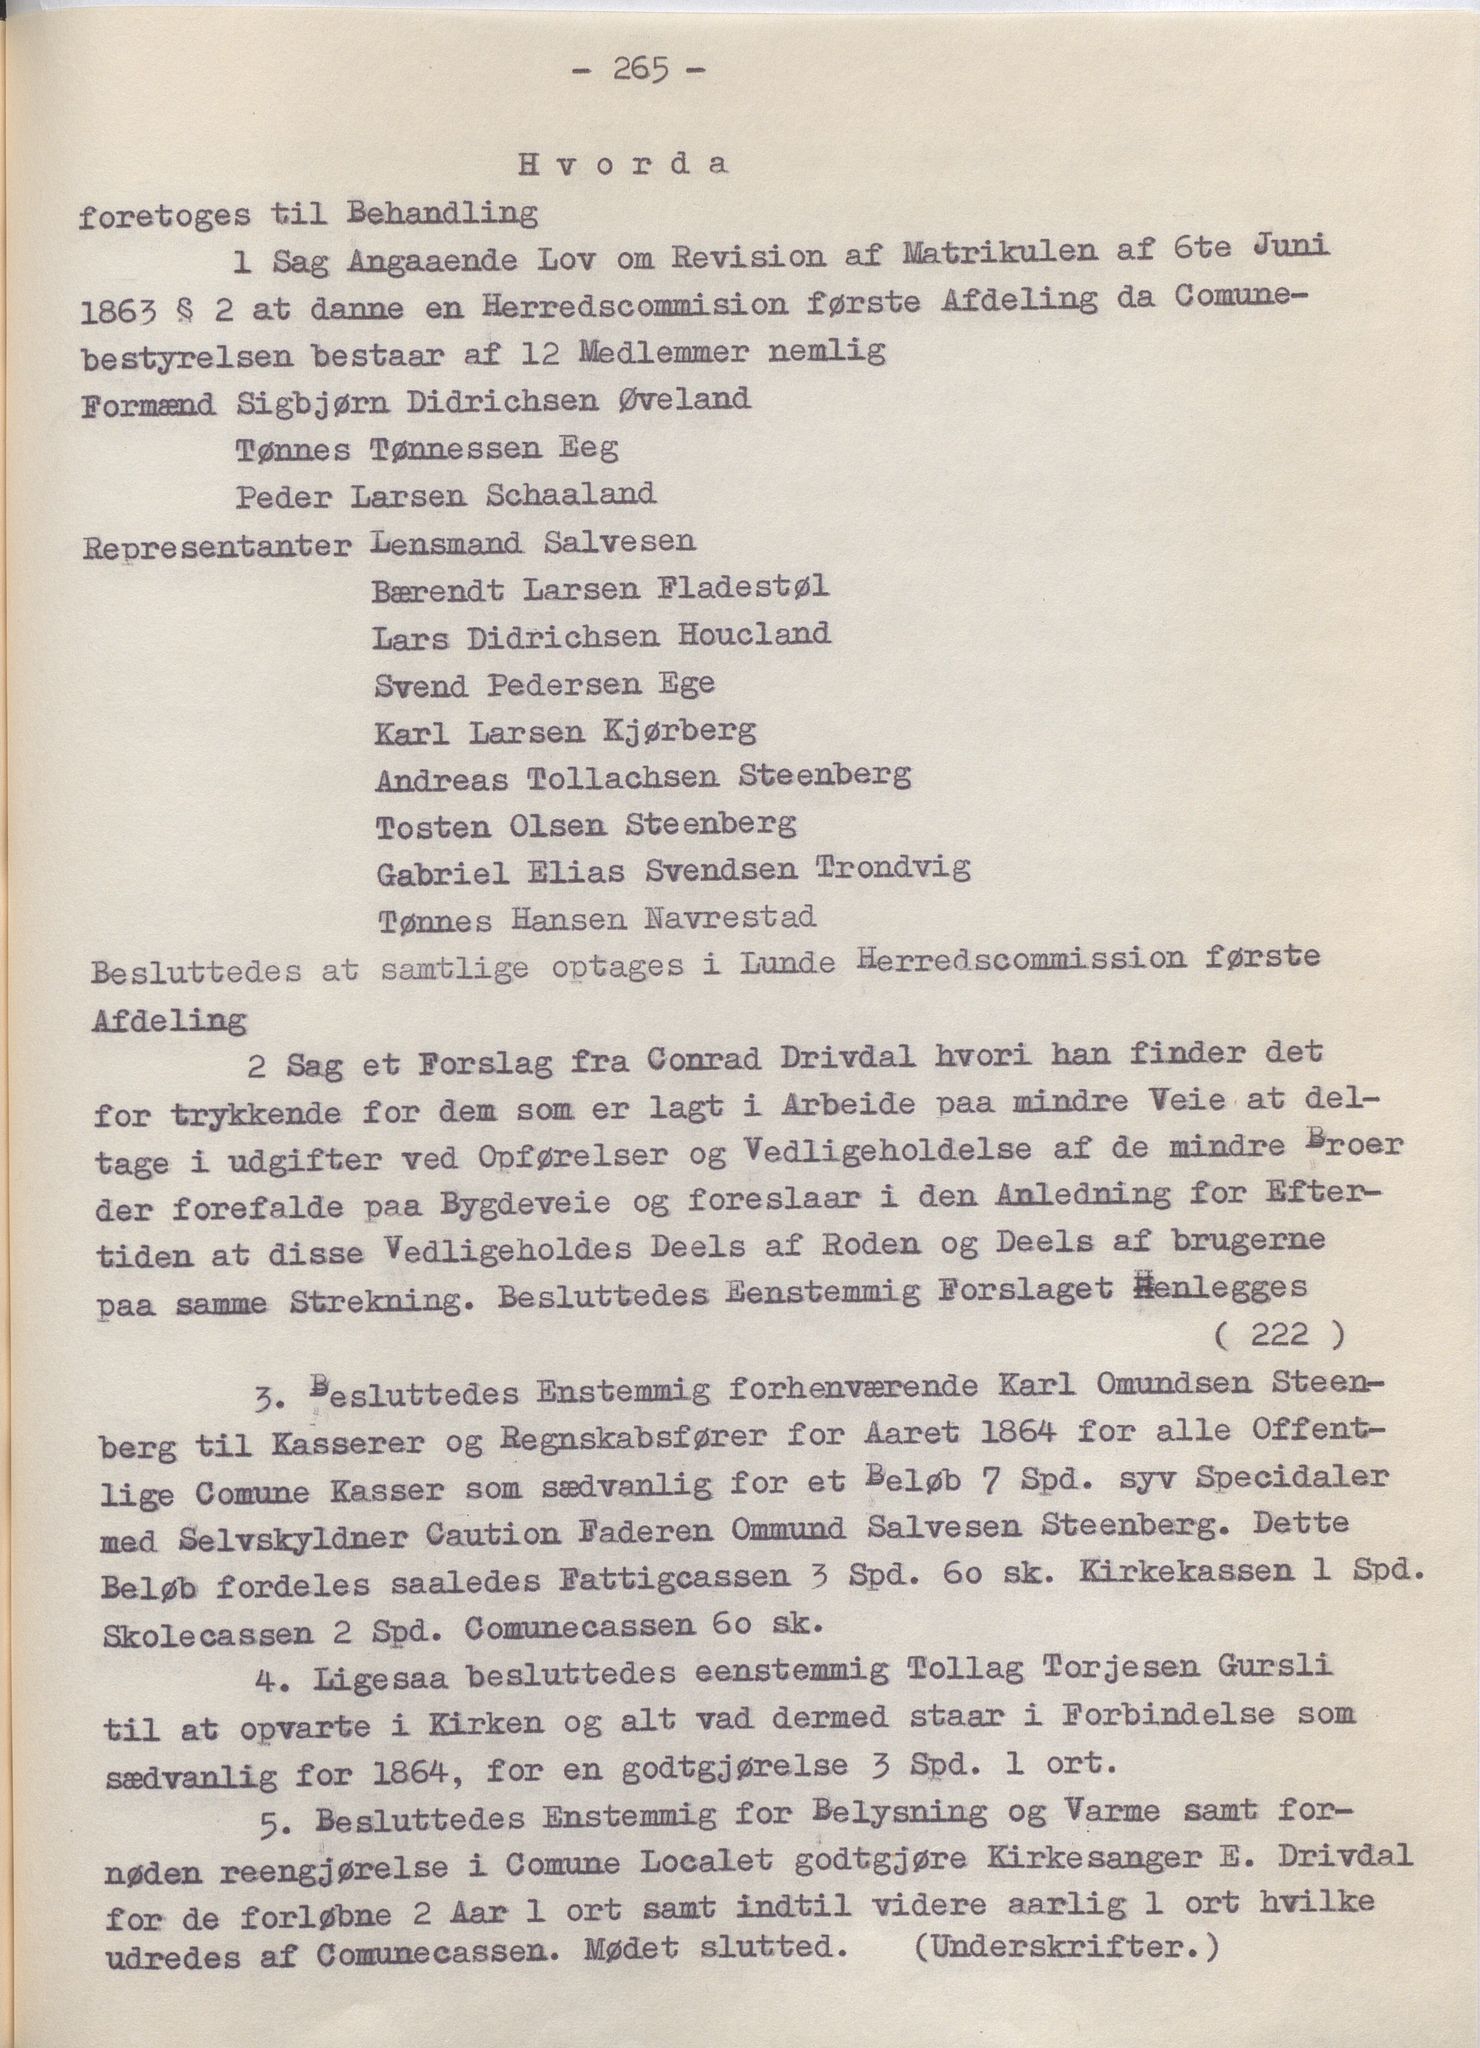 - 265 -
H v o r d a
foretoges til Behandling
1 Sag Angaaende Lov om Revision af Matrikulen af 6te Juni
1863 § 2 at danne en Herredscommision første Afdeling da Comune-
bestyrelsen bestaar af 12 Medlemmer nemlig
Formænd Sigbjørn Didrichsen Øveland
Tønnes Tønnessen Eeg
Peder Larsen Schaaland
Representanter Lensmand Salvesen
Bærendt Larsen Fladestøl
Lars Didrichsen Houcland
Svend Pedersen Ege
Karl Larsen Kjørberg
Andreas Tollachsen Steenberg
Tosten Olsen Steenberg
Gabriel Elias Svendsen Trondvig
Tønnes Hansen Navrestad
Besluttedes at samtlige optages i Lunde Herredscommission første
Afdeling
2 Sag et Forslag fra Conrad Drivdal hvori han finder det
for trykkende for dem som er lagt i Arbeide paa mindre Veie at del-
tage i udgifter ved Opførelser og Vedligeholdelse af de mindre Broer
der forefalde paa Bygdeveie og foreslaar i den Anledning for Efter-
tiden at disse Vedligeholdes Deels af Roden og Deels af brugerne
paa samme Strekning. Besluttedes Eenstemmig Forslaget Henlegges
( 222 )
3. Besluttedes Enstemmig forhenværende Karl Omundsen Steen-
berg til Kasserer og Regnskabsfører for Aaret 1864 for alle Offent-
lige Comune Kasser som sædvanlig for et Beløb 7 Spd. syv Specidaler
med Selvskyldner Caution Faderen Ommund Salvesen Steenberg. Dette
Beløb fordeles saaledes Fattigcassen 3 Spd. 60 sk. Kirkekassen 1 Spd.
Skolecassen 2 Spd. Comunecassen 60 sk.
4. Ligesaa besluttedes eenstemmig Tollag Torjesen Gursli
til at opvarte i Kirken og alt vad dermed staar i Forbindelse som
sædvanlig for 1864, for en godtgjørelse 3 Spd. 1 ort.
5. Besluttedes Enstemmig for Belysning og Varme samt for-
nøden reengjørelse i Comune Localet godtgjøre Kirkesanger E. Drivdal
for de forløbne 2 Aar 1 ort samt indtil videre aarlig 1 ort hvilke
udredes af Comunecassen. Mødet slutted. (Underskrifter.)